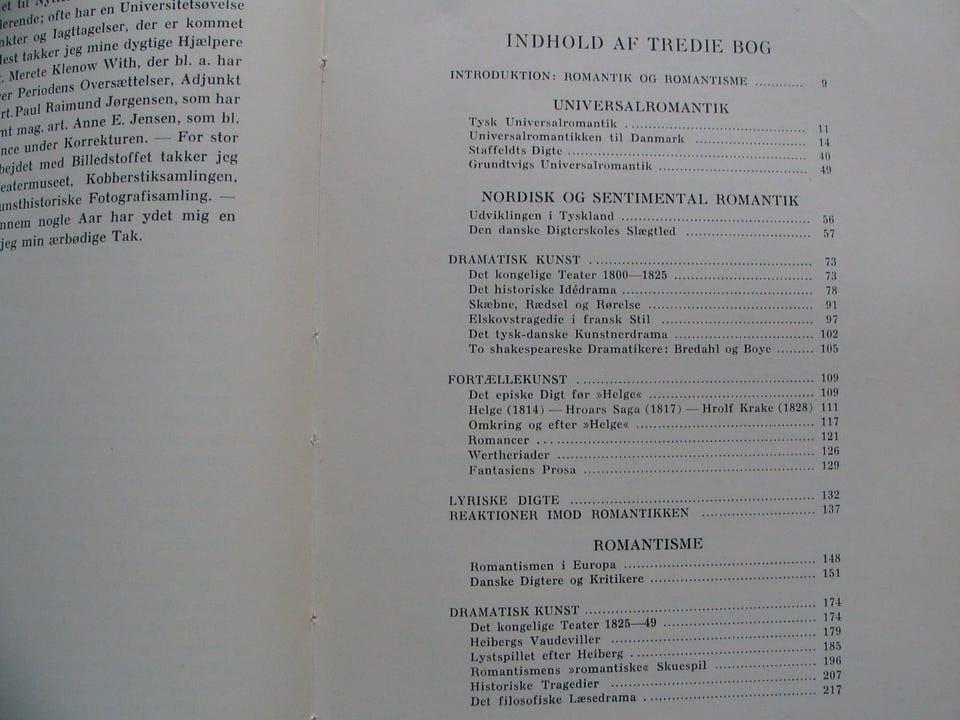 til
lerende; ofte har en Universitetsøvelse
nkter og Iagttagelser, der er kommet
lest takker jeg mine dygtige Hjælpere
. Merete Klenow With, der bl. a. har
er Periodens Oversættelser, Adjunkt
rt. Paul Raimund Jørgensen, som har
nt mag. art. Anne E. Jensen, som bl.
nce under Korrekturen. — For stor
bejdet med Billedstoffet takker jeg
eatermuseet, Kobberstiksamlingen,
unsthistoriske Fotografisamling. —
nnem nogle Aar har ydet mig en
jeg min ærbødige Tak.
INDHOLD AF TREDIE BOG
INTRODUKTION: ROMANTIK OG ROMANTISME ............ 9
UNIVERSALROMANTIK
Tysk Universalromantik ............ 11
Universalromantikken til Danmark ............ 14
Staffeldts Digte ............ 40
Grundtvigs Universalromantik ............ 49
NORDISK OG SENTIMENTAL ROMANTIK
Udviklingen i Tyskland ............ 56
Den danske Digterskoles Slægtled ............ 57
DRAMATISK KUNST ............ 73
Det kongelige Teater 1800—1825 ............ 73
Det historiske Idédrama ............ 78
Skæbne, Rædsel og Rørelse ............ 91
Elskovstragedie i fransk Stil ............ 97
Det tysk-danske Kunstnerdrama ............ 102
To shakespeareske Dramatikere: Bredahl og Boye ......... 105
FORTÆLLEKUNST ............ 109
Det episke Digt før »Helge« ............ 109
Helge (1814) — Hroars Saga (1817) — Hrolf Krake (1828) 111
Omkring og efter »Helge« ............ 117
Romancer ............ 121
Wertheriader ............ 126
Fantasiens Prosa ............ 129
LYRISKE DIGTE ............ 132
REAKTIONER IMOD ROMANTIKKEN ............ 137
ROMANTISME
Romantismen i Europa ............ 148
Danske Digtere og Kritikere ............ 151
DRAMATISK KUNST ............ 174
Det kongelige Teater 1825—49 ............ 174
Heibergs Vaudeviller ............ 179
Lystspillet efter Heiberg ............ 185
Romantismens »romantiske« Skuespil ............ 196
Historiske Tragedier ............ 207
Det filosofiske Læsedrama ............ 217